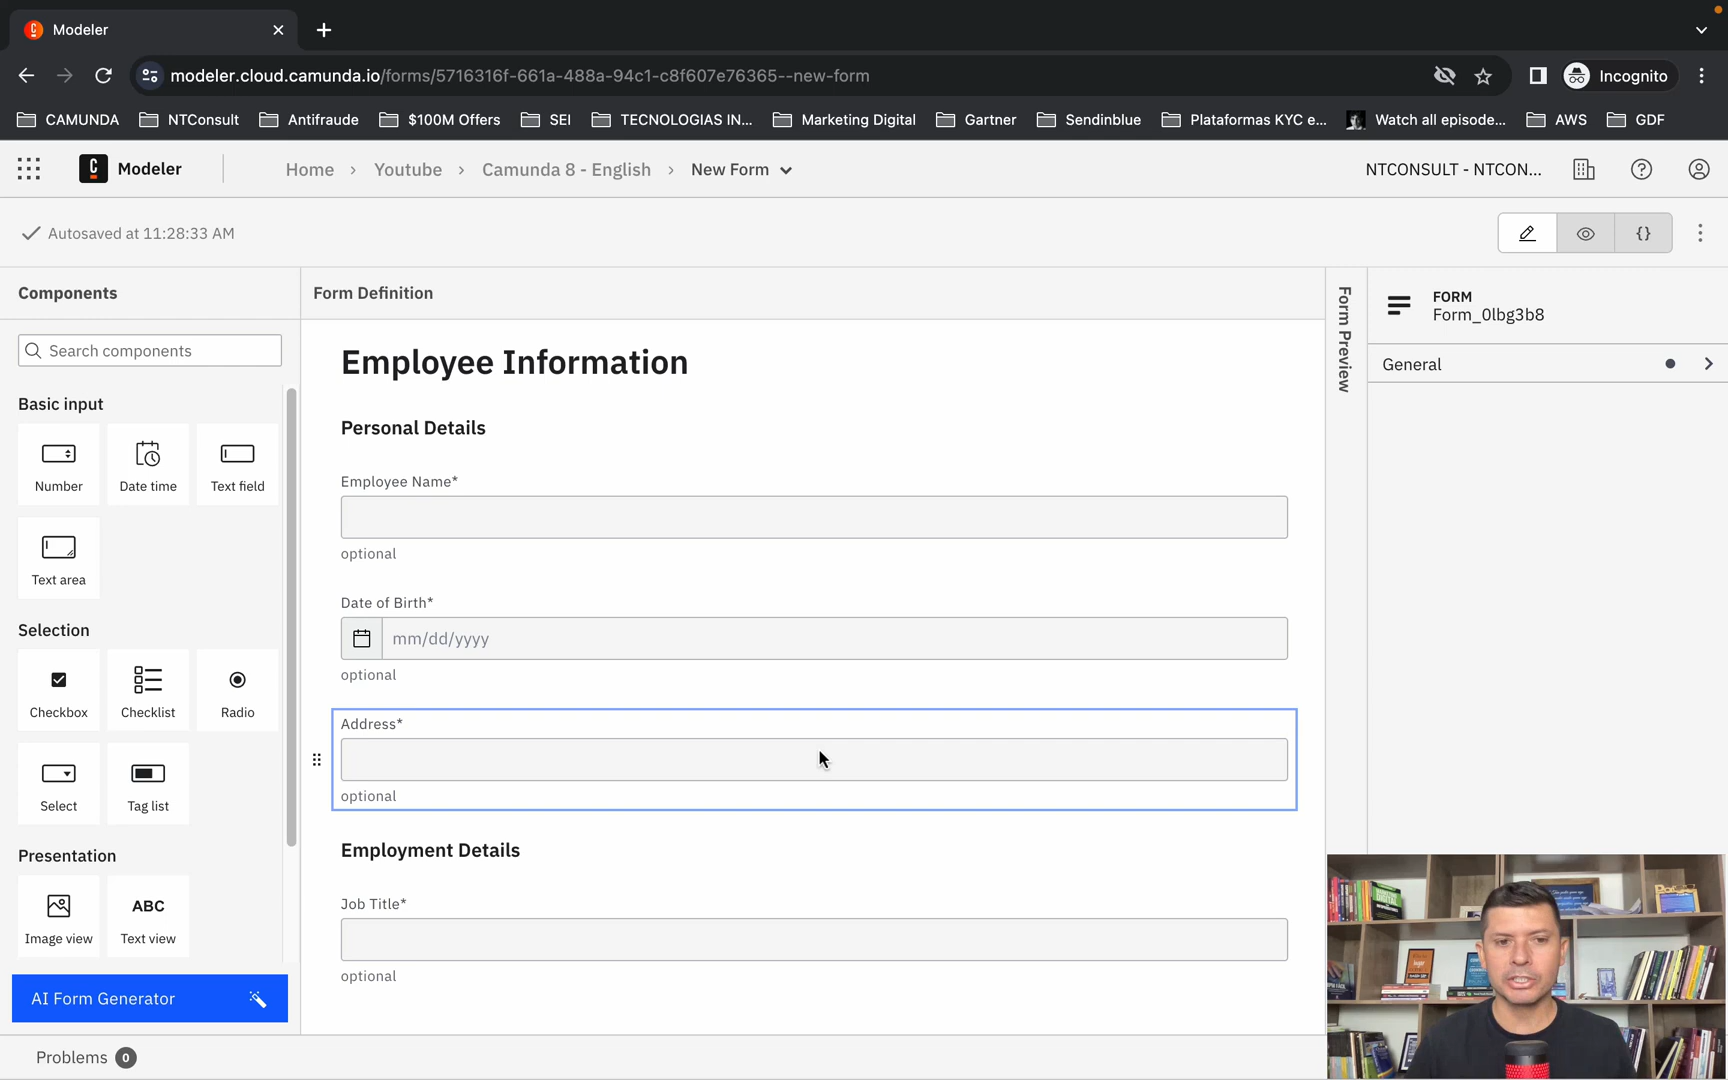 Modeler
modeler.cloud.camunda.io/forms/5716316f-661a-488a-94c1-c8f607e76365--new-form
Incognito
CAMUNDA
NTConsult
Antifraude
$100M Offers
SEI
TECNOLOGIAS IN...
Marketing Digital
Gartner
Sendinblue
Plataformas KYC e...
Watch all episode...
AWS
GDF
Modeler
Home > Youtube > Camunda 8 - English > New Form
NTCONSULT - NTCON...
Autosaved at 11:28:33 AM
{}
Components
Form Definition
Form Preview
FORM
Form_0lbg3b8
General
Search components
Basic input
Number
Date time
Text field
Text area
Selection
Checkbox
Checklist
Radio
Select
Tag list
Presentation
Image view
ABC
Text view
AI Form Generator
Employee Information
Personal Details
Employee Name*
optional
Date of Birth*
mm/dd/yyyy
optional
Address*
optional
Employment Details
Job Title*
optional
Problems 0